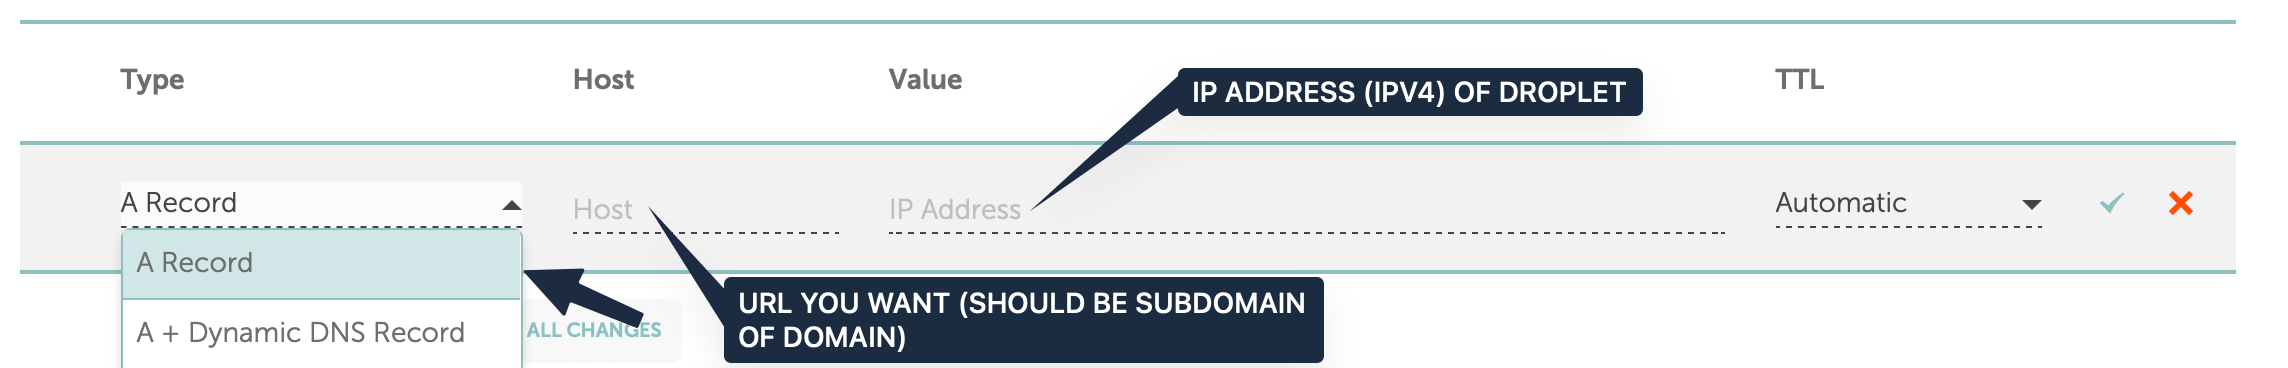 Type Host Value TTL
IP ADDRESS (IPV4) OF DROPLET
A Record Host IP Address Automatic
A Record
A + Dynamic DNS Record
ALL CHANGES
URL YOU WANT (SHOULD BE SUBDOMAIN
OF DOMAIN)